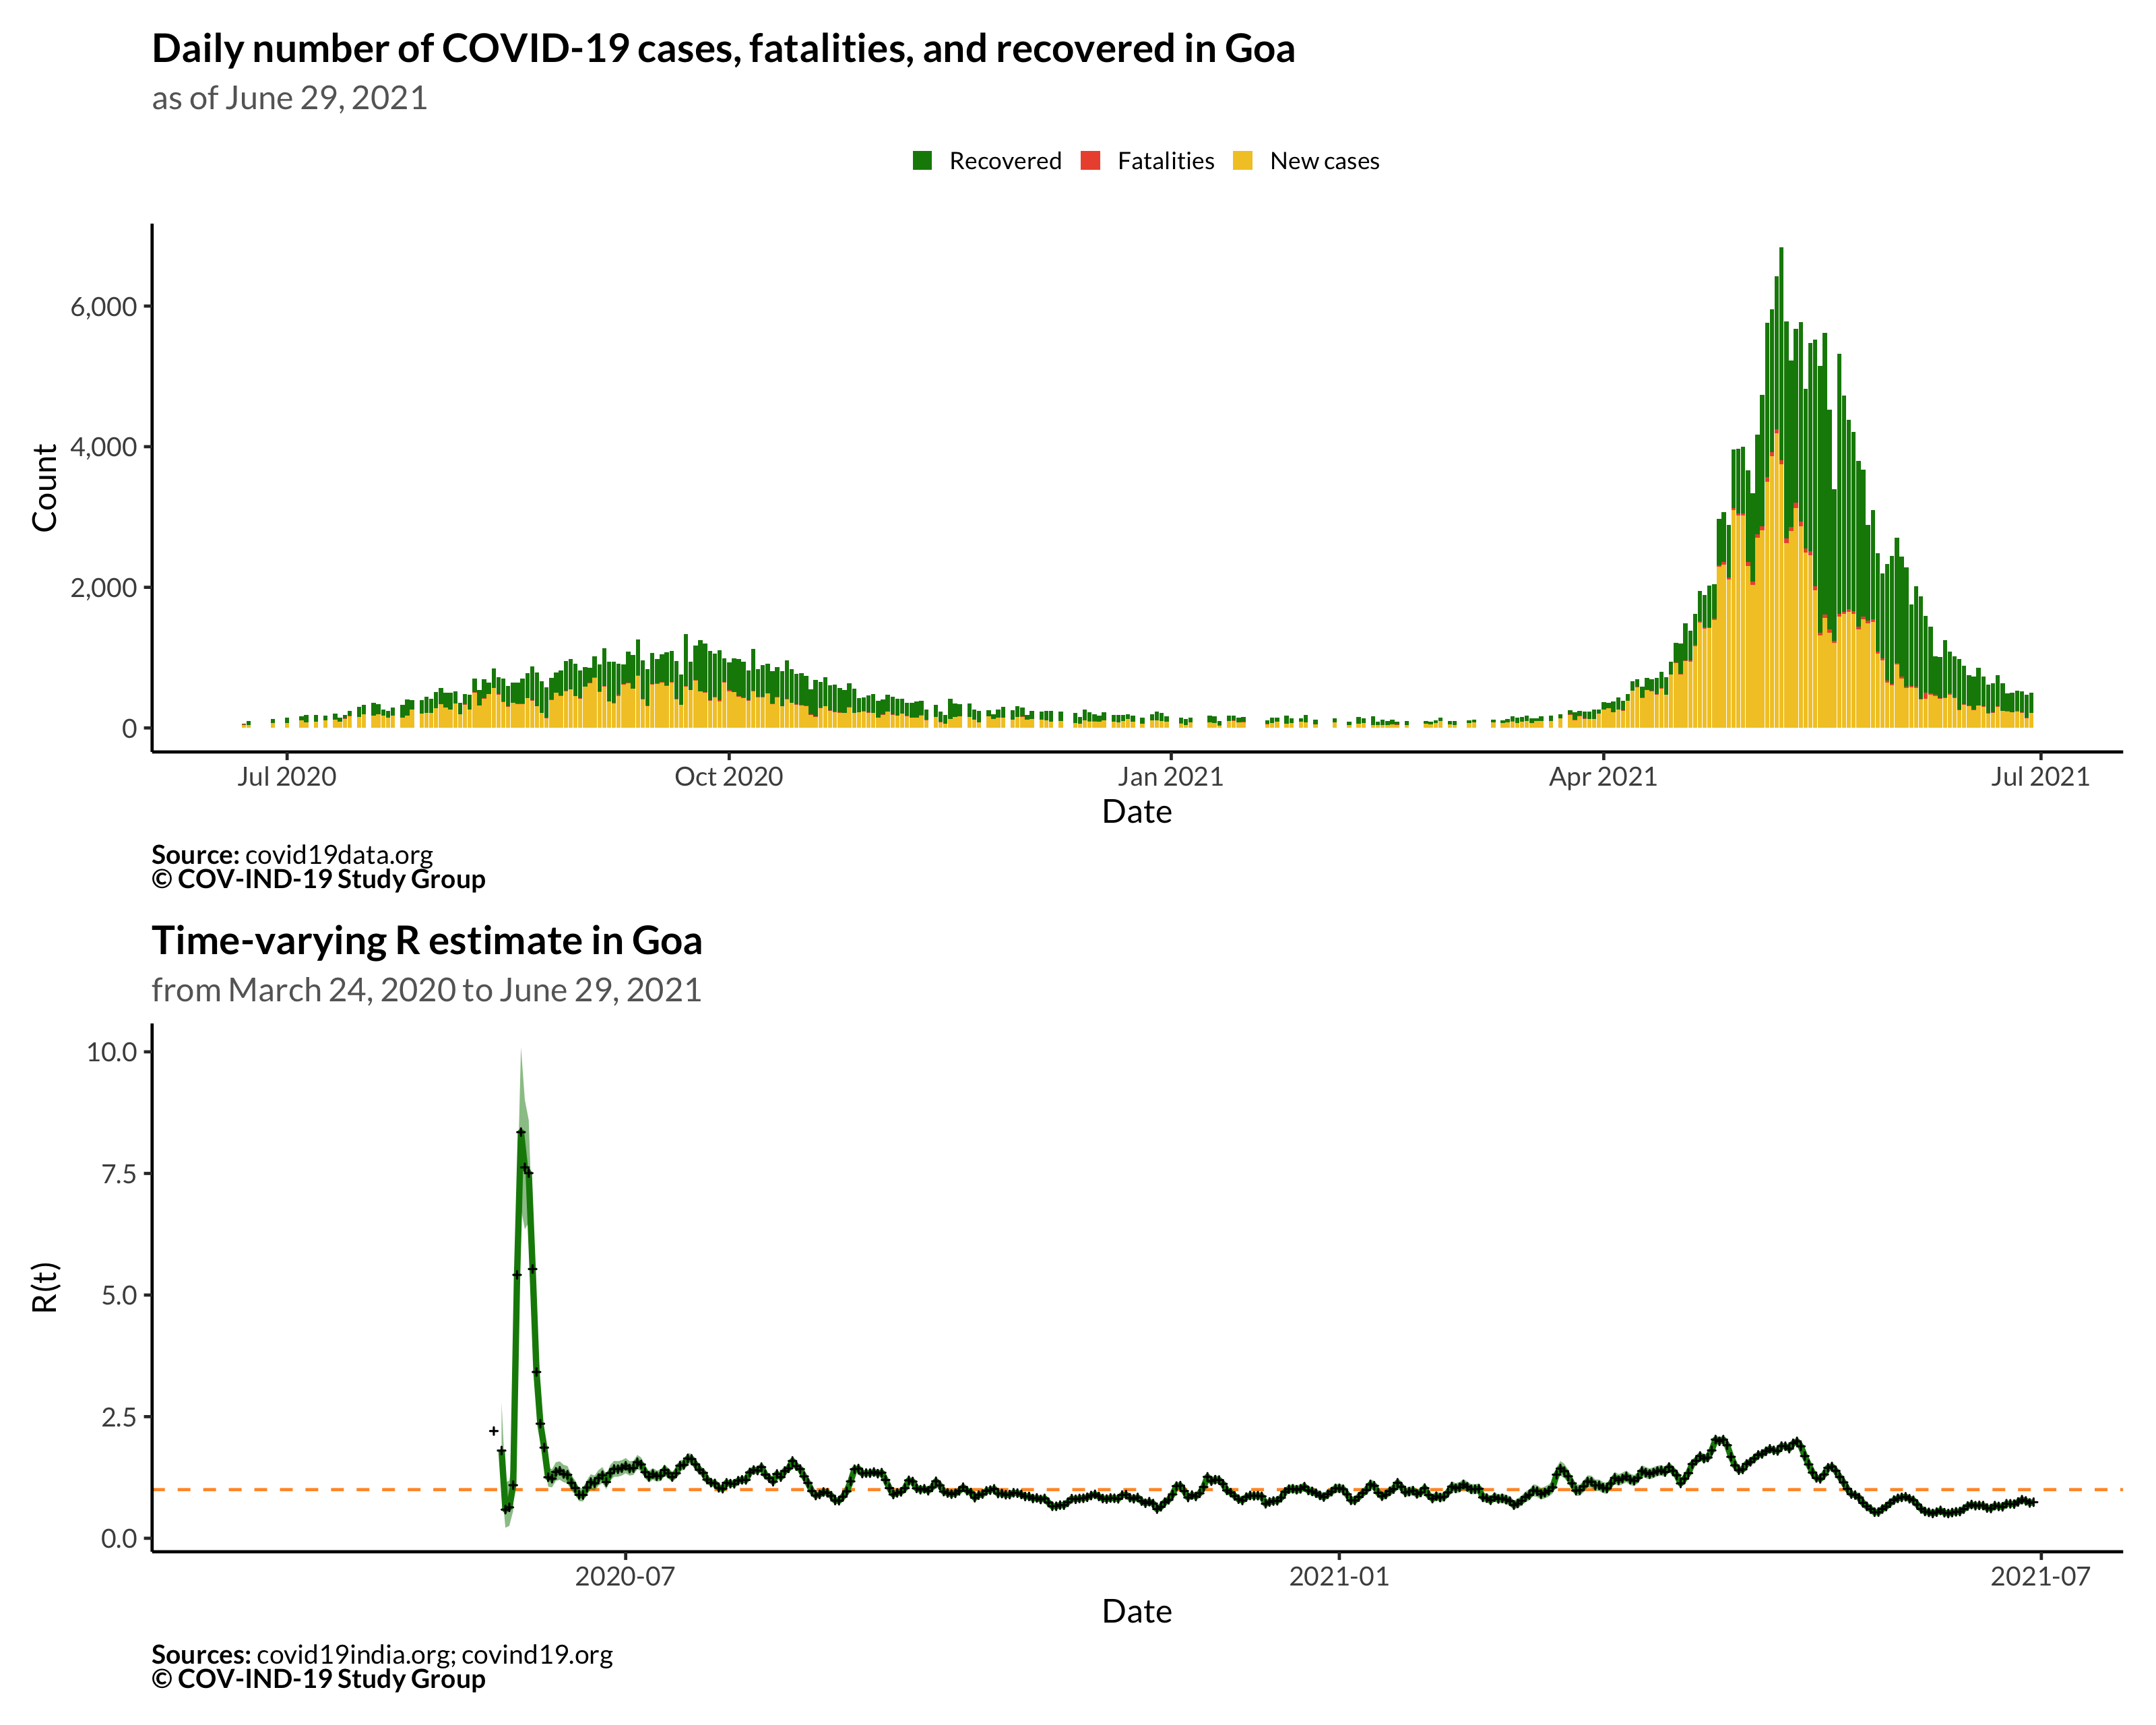 Daily number of COVID-19 cases, fatalities, and recovered in Goa
as of June 29, 2021
Recovered Fatalities New cases
Count
6,000
4,000
2,000
0
Jul 2020 Oct 2020 Jan 2021 Apr 2021 Jul 2021
Date
Source: covid19data.org
© COV-IND-19 Study Group
Time-varying R estimate in Goa
from March 24, 2020 to June 29, 2021
R(t)
10.0
7.5
5.0
2.5
0.0
2020-07 2021-01 2021-07
Date
Sources: covid19india.org; covind19.org
© COV-IND-19 Study Group